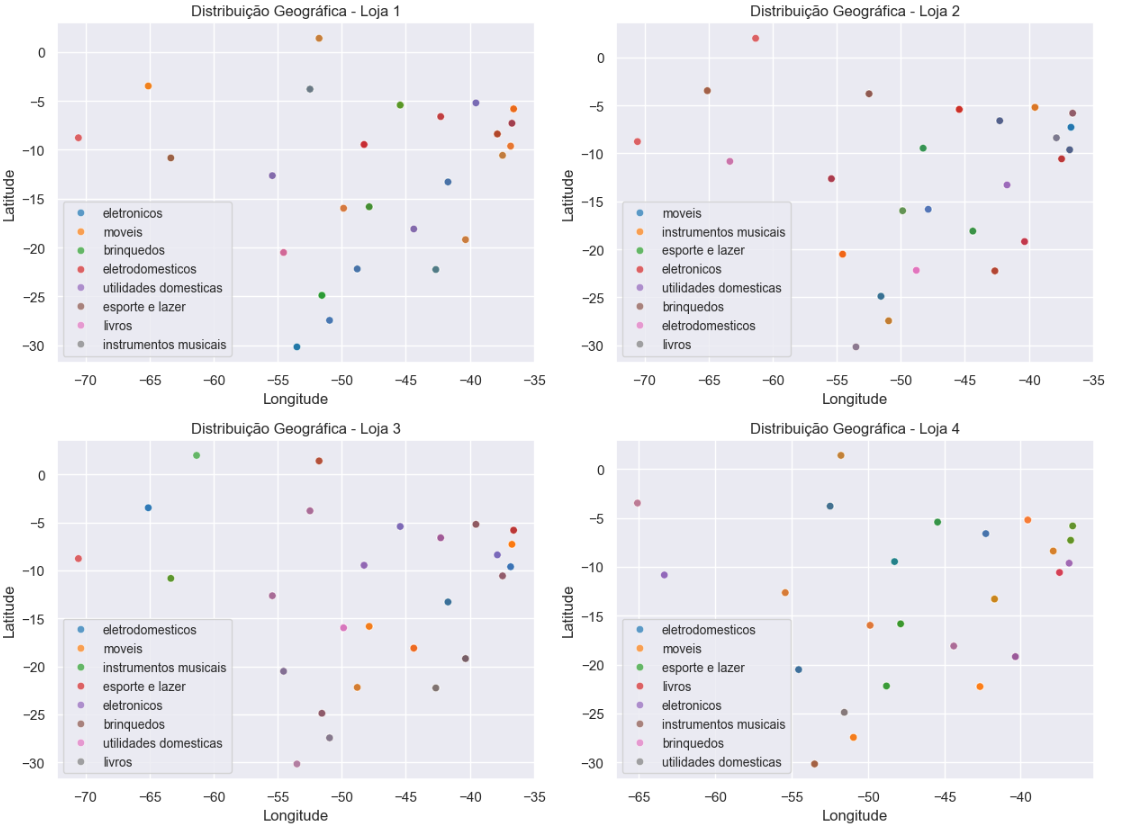 Distribuição Geográfica - Loja 1
Latitude
0
−5
−10
−15
−20
−25
−30
eletronicos
moveis
brinquedos
eletrodomesticos
utilidades domesticas
esporte e lazer
livros
instrumentos musicais
−70 −65 −60 −55 −50 −45 −40 −35
Longitude
Distribuição Geográfica - Loja 2
Latitude
0
−5
−10
−15
−20
−25
−30
moveis
instrumentos musicais
esporte e lazer
eletronicos
utilidades domesticas
brinquedos
eletrodomesticos
livros
−70 −65 −60 −55 −50 −45 −40 −35
Longitude
Distribuição Geográfica - Loja 3
Latitude
0
−5
−10
−15
−20
−25
−30
eletrodomesticos
moveis
instrumentos musicais
esporte e lazer
eletronicos
brinquedos
utilidades domesticas
livros
−70 −65 −60 −55 −50 −45 −40 −35
Longitude
Distribuição Geográfica - Loja 4
Latitude
0
−5
−10
−15
−20
−25
−30
eletrodomesticos
moveis
esporte e lazer
livros
eletronicos
instrumentos musicais
brinquedos
utilidades domesticas
−65 −60 −55 −50 −45 −40
Longitude